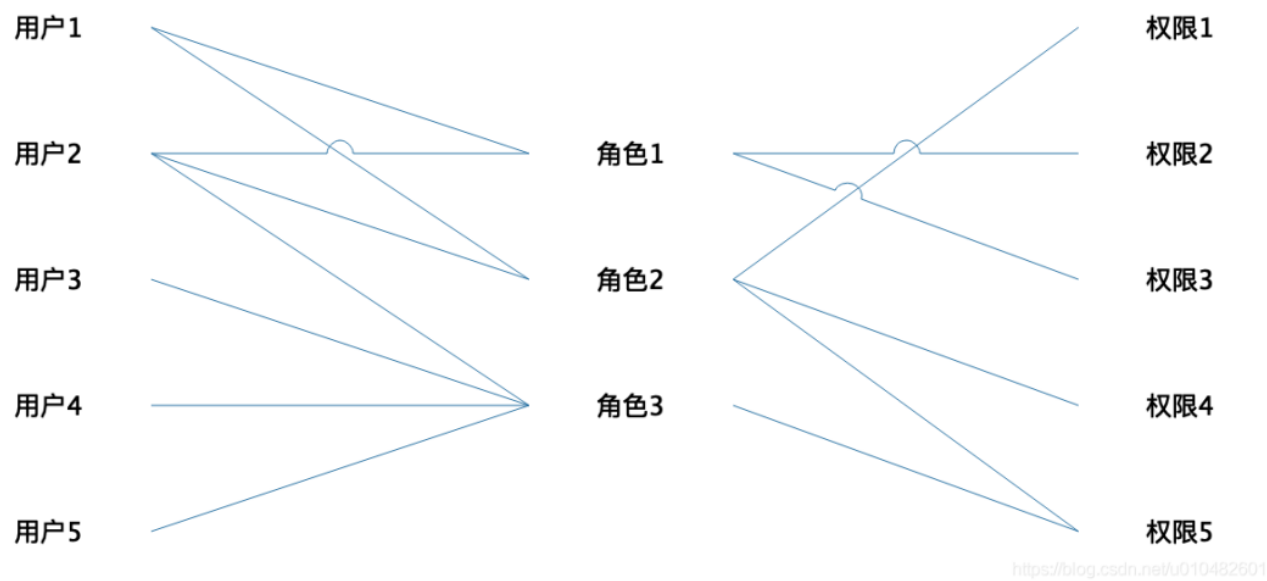 用户1 权限1
用户2 角色1 权限2
用户3 角色2 权限3
用户4 角色3 权限4
用户5 权限5
https://blog.csdn.net/u010482601